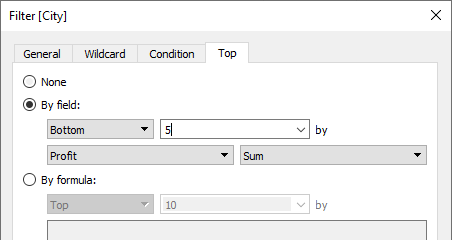 Filter [City]
General Wildcard Condition Top
None
By field:
Bottom 5 by
Profit Sum
By formula:
Top 10 by